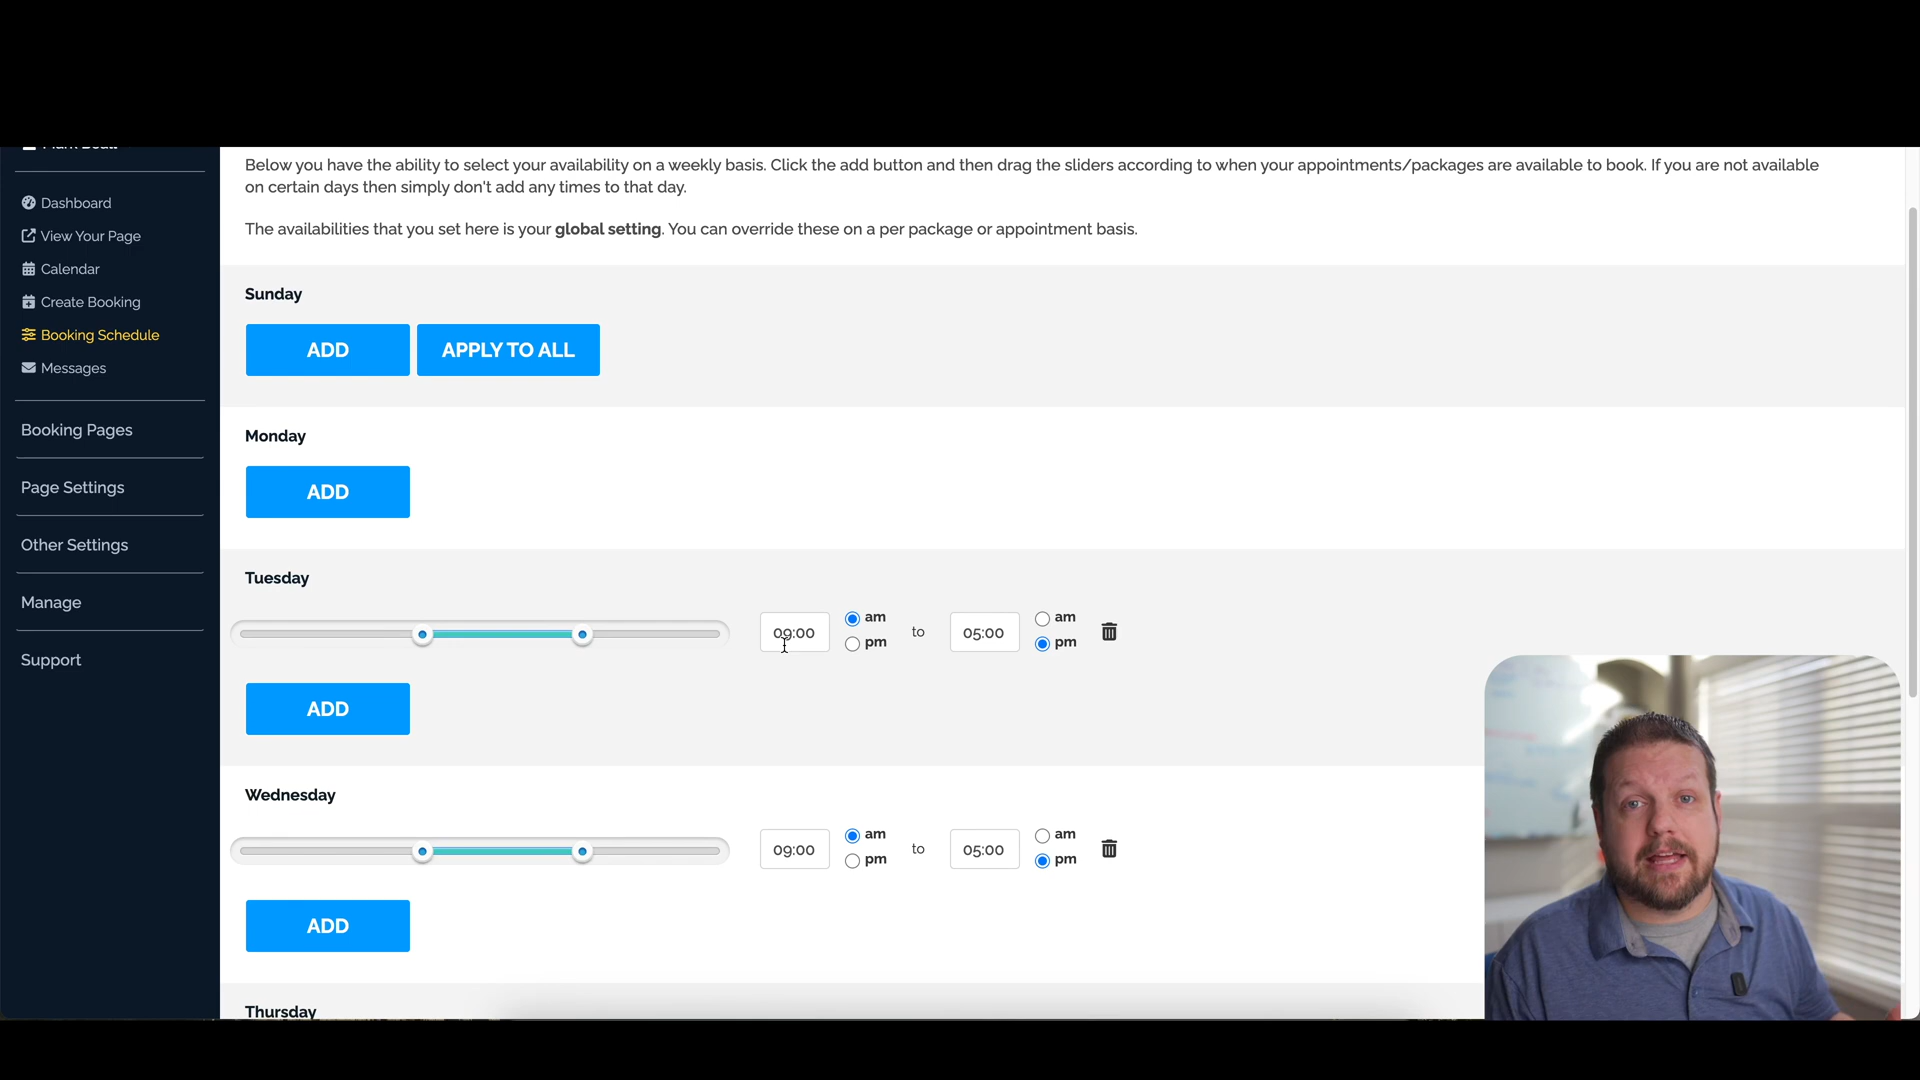 Below you have the ability to select your availability on a weekly basis. Click the add button and then drag the sliders according to when your appointments/packages are available to book. If you are not available
on certain days then simply don't add any times to that day.
The availabilities that you set here is your global setting. You can override these on a per package or appointment basis.
Dashboard
View Your Page
Calendar
Create Booking
Booking Schedule
Messages
Booking Pages
Page Settings
Other Settings
Manage
Support
Sunday
ADD
APPLY TO ALL
Monday
ADD
Tuesday
09:00
am
pm
to
05:00
am
pm
ADD
Wednesday
09:00
am
pm
to
05:00
am
pm
ADD
Thursday